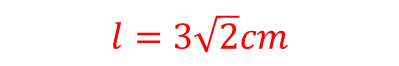 l = 3√2cm